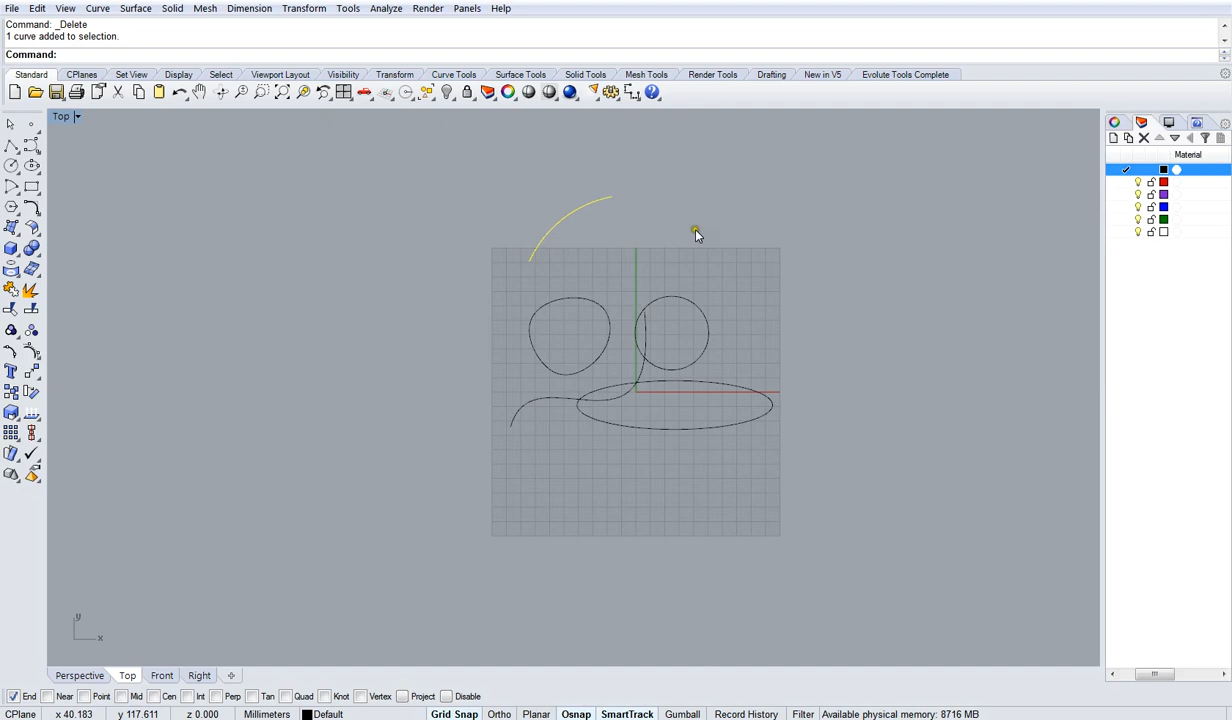 File Edit View Curve Surface Solid Mesh Dimension Transform Tools Analyze Render Panels Help
Command: _Delete
1 curve added to selection.
Command:
Standard CPlanes Set View Display Select Viewport Layout Visibility Transform Curve Tools Surface Tools Solid Tools Mesh Tools Render Tools Drafting New in V5 Evolute Tools Complete
Top
Material
y
x
Perspective Top Front Right
End Near Point Mid Cen Int Perp Tan Quad Knot Vertex Project Disable
CPlane x 40.183 y 117.611 z 0.000 Millimeters Default Grid Snap Ortho Planar Osnap SmartTrack Gumball Record History Filter Available physical memory: 8716 MB